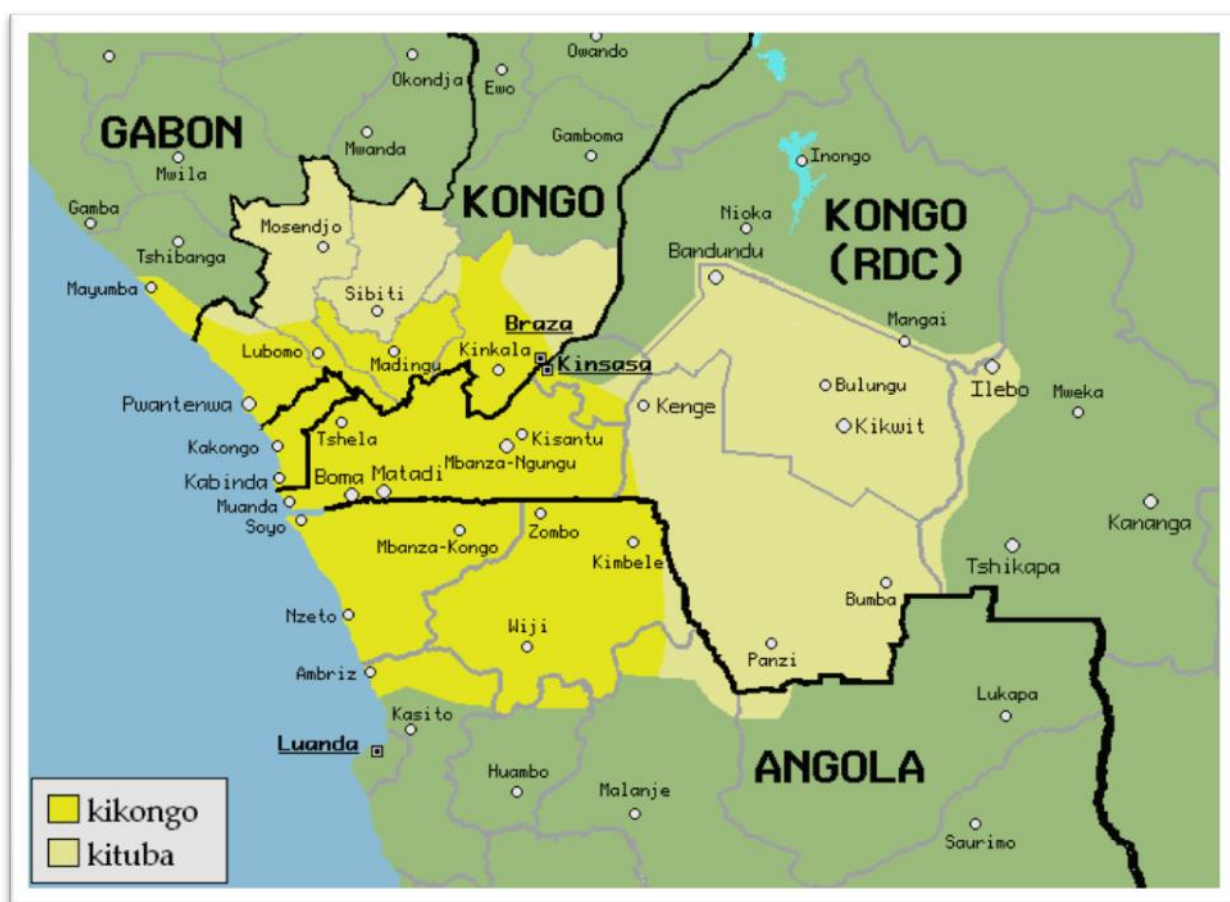 Owando
Okondja
Ewo
GABON
Mwanda
Gamboma
Mwila
Inongo
KONGO
KONGO
(RDC)
Nioka
Gamba
Mosendjo
Tshibanga
Bandundu
Mayumba
Sibiti
Mangai
Braza
Lubomo
Madingu
Kinkala
Kinsasa
Bulungu
Ilebo
Mweka
Pwantenwa
Kenge
Kikwit
Kakongo
Tshela
Kisantu
Mbanza-Ngungu
Kabinda
Boma
Matadi
Muanda
Soyo
Kananga
Mbanza-Kongo
Zombo
Kimbele
Tshikapa
Bumba
Nzeto
Wiji
Panzi
Ambriz
Lukapa
Kasito
Luanda
ANGOLA
Huambo
Malanje
Saurimo
kikongo
kituba